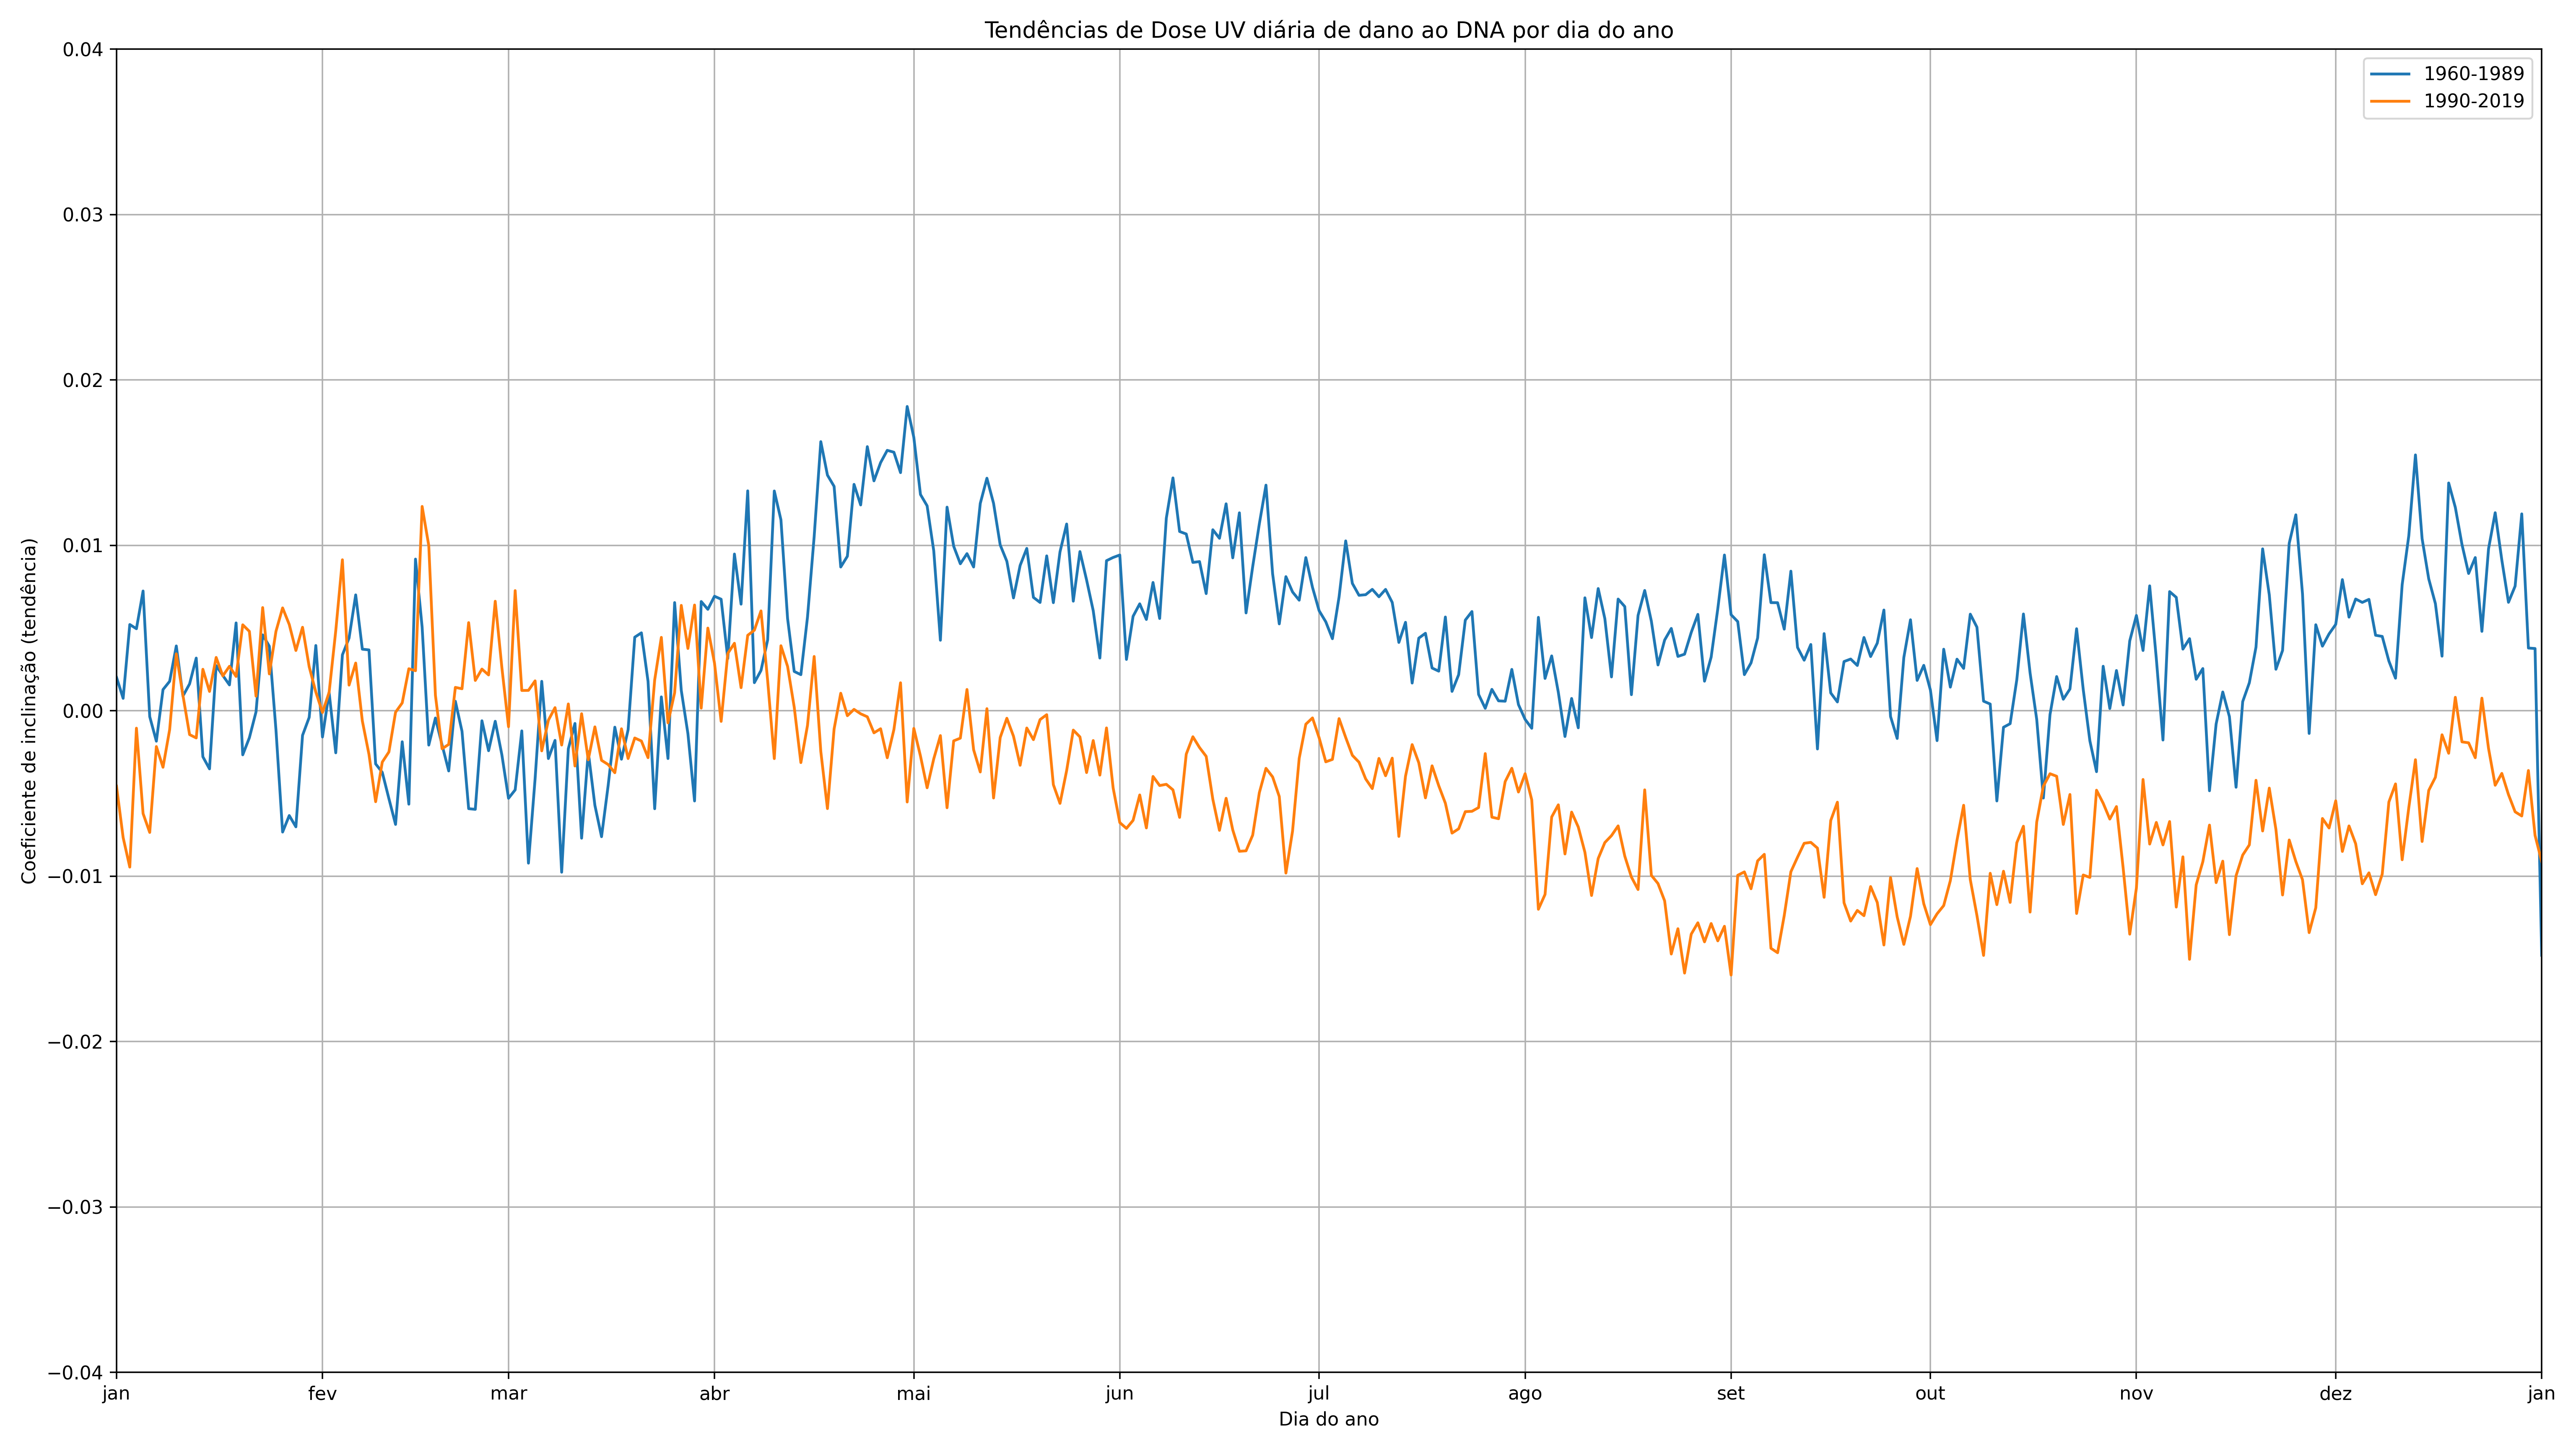 Tendências de Dose UV diária de dano ao DNA por dia do ano
1960-1989
1990-2019
0.04
0.03
0.02
0.01
0.00
−0.01
−0.02
−0.03
−0.04
Coeficiente de inclinação (tendência)
jan fev mar abr mai jun jul ago set out nov dez jan
Dia do ano